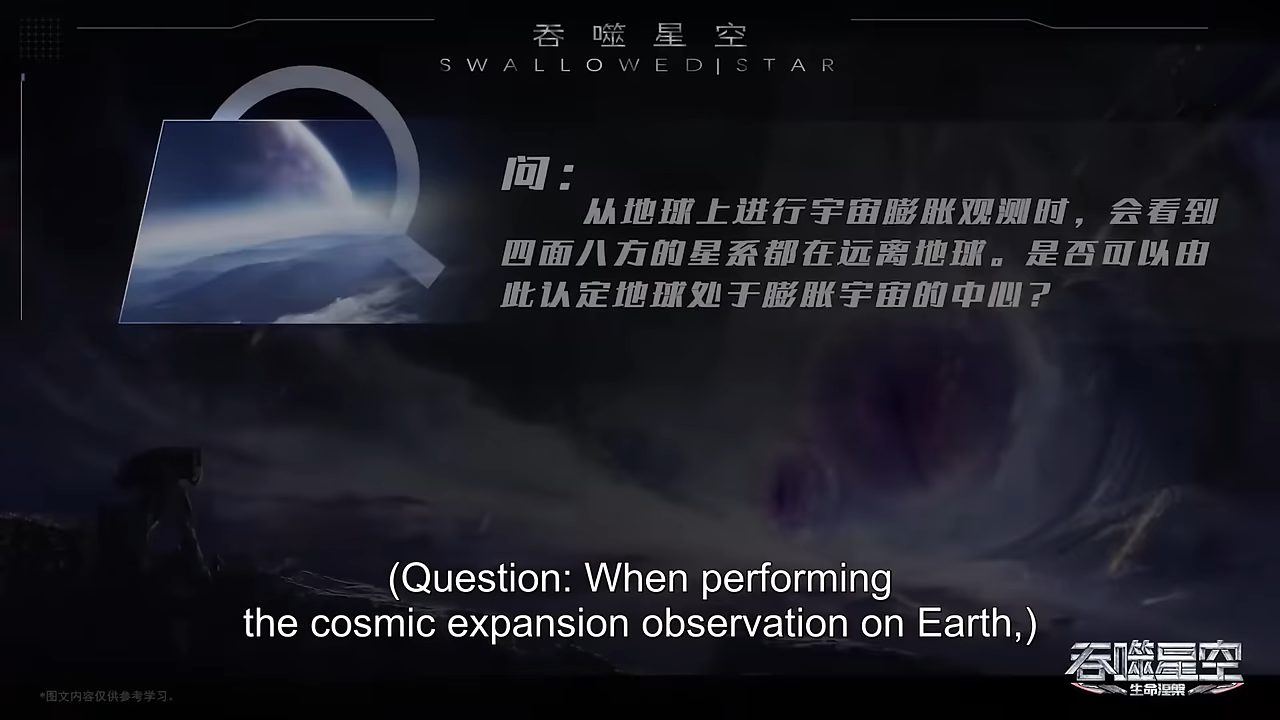 吞噬星空
SWALLOWED|STAR
问：
从地球上进行宇宙膨胀观测时，会看到
四面八方的星系都在远离地球。是否可以由
此认定地球处于膨胀宇宙的中心？
(Question: When performing
the cosmic expansion observation on Earth,)
吞噬星空
生命涅槃
*图文内容仅供参考学习。